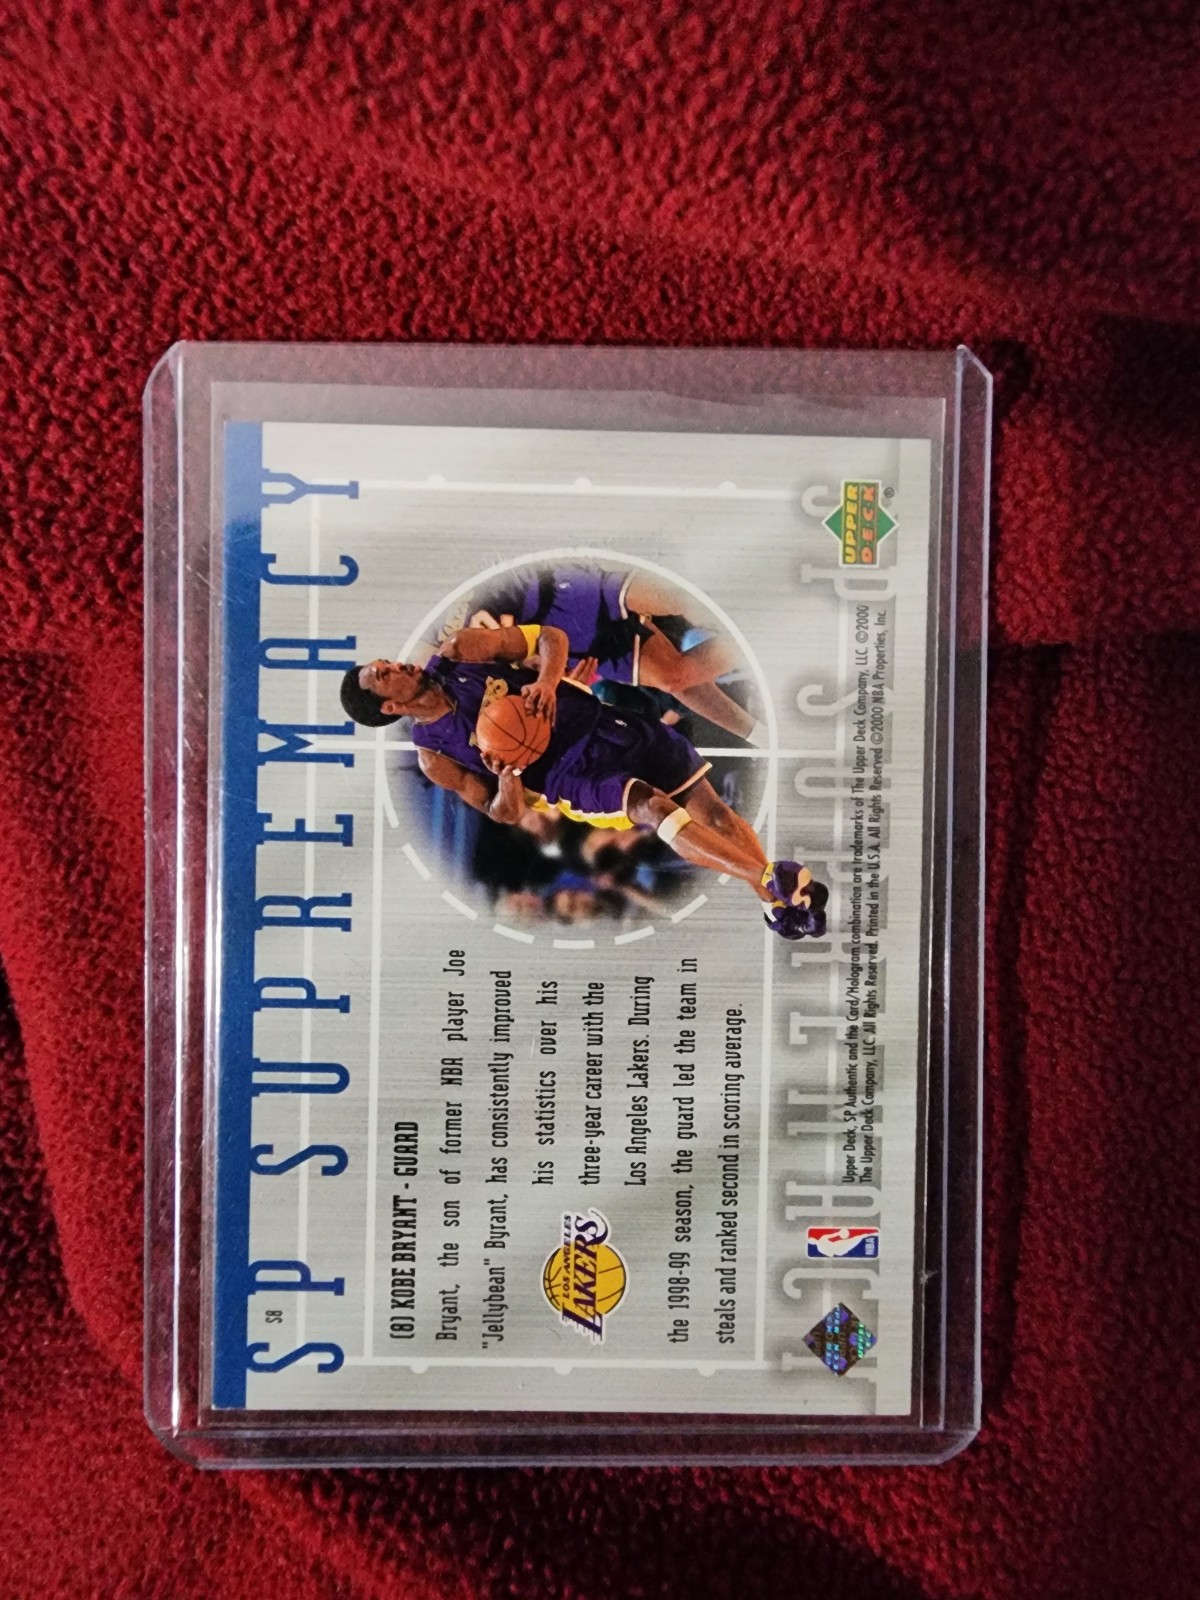 S8
SP SUPREMACY
(8) KOBE BRYANT - GUARD
Bryant, the son of former NBA player Joe
"Jellybean" Byrant, has consistently improved
his statistics over his
three-year career with the
Los Angeles Lakers. During
the 1998-99 season, the guard led the team in
steals and ranked second in scoring average.
LOS ANGELES
LAKERS
8
NBA
Upper Deck, SP Authentic and the Card/Hologram combination are trademarks of The Upper Deck Company, LLC. ©2000
The Upper Deck Company, LLC. All Rights Reserved. Printed in the U.S.A. All Rights Reserved ©2000 NBA Properties, Inc.
UPPER
DECK
®